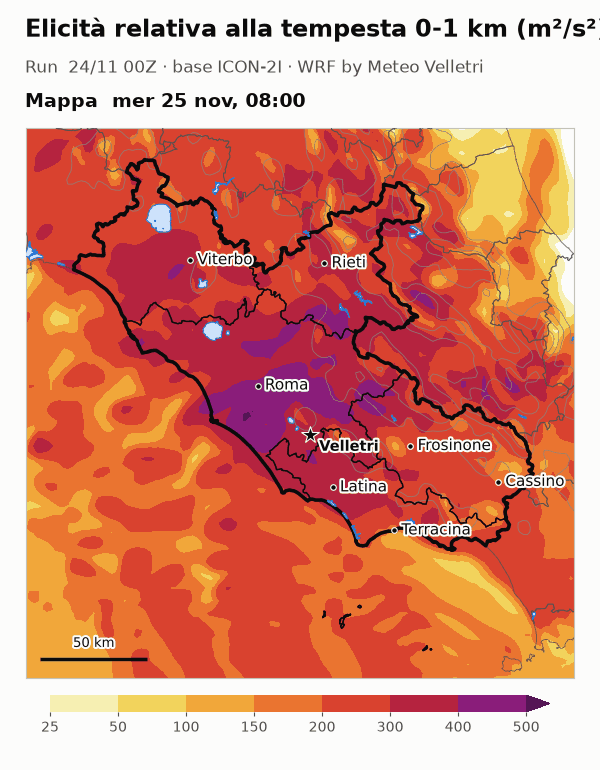 Elicità relativa alla tempesta 0-1 km (m²/s²)
Run 24/11 00Z · base ICON-2I · WRF by Meteo Velletri
Mappa mer 25 nov, 08:00
Viterbo
Rieti
Roma
Velletri
Frosinone
Cassino
Latina
Terracina
50 km
25 50 100 150 200 300 400 500